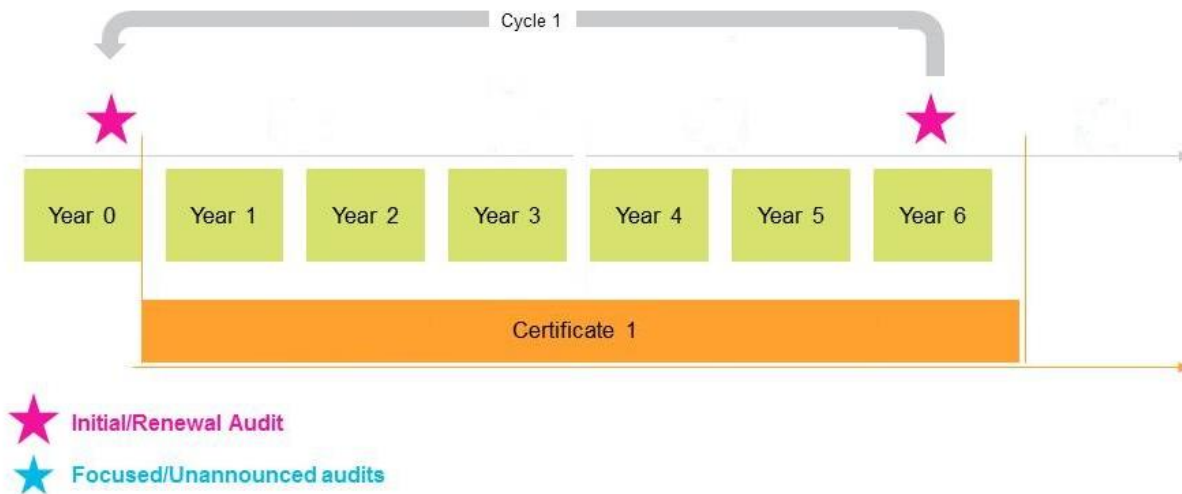 Cycle 1
Year 0 Year 1 Year 2 Year 3 Year 4 Year 5 Year 6
Certificate 1
Initial/Renewal Audit
Focused/Unannounced audits